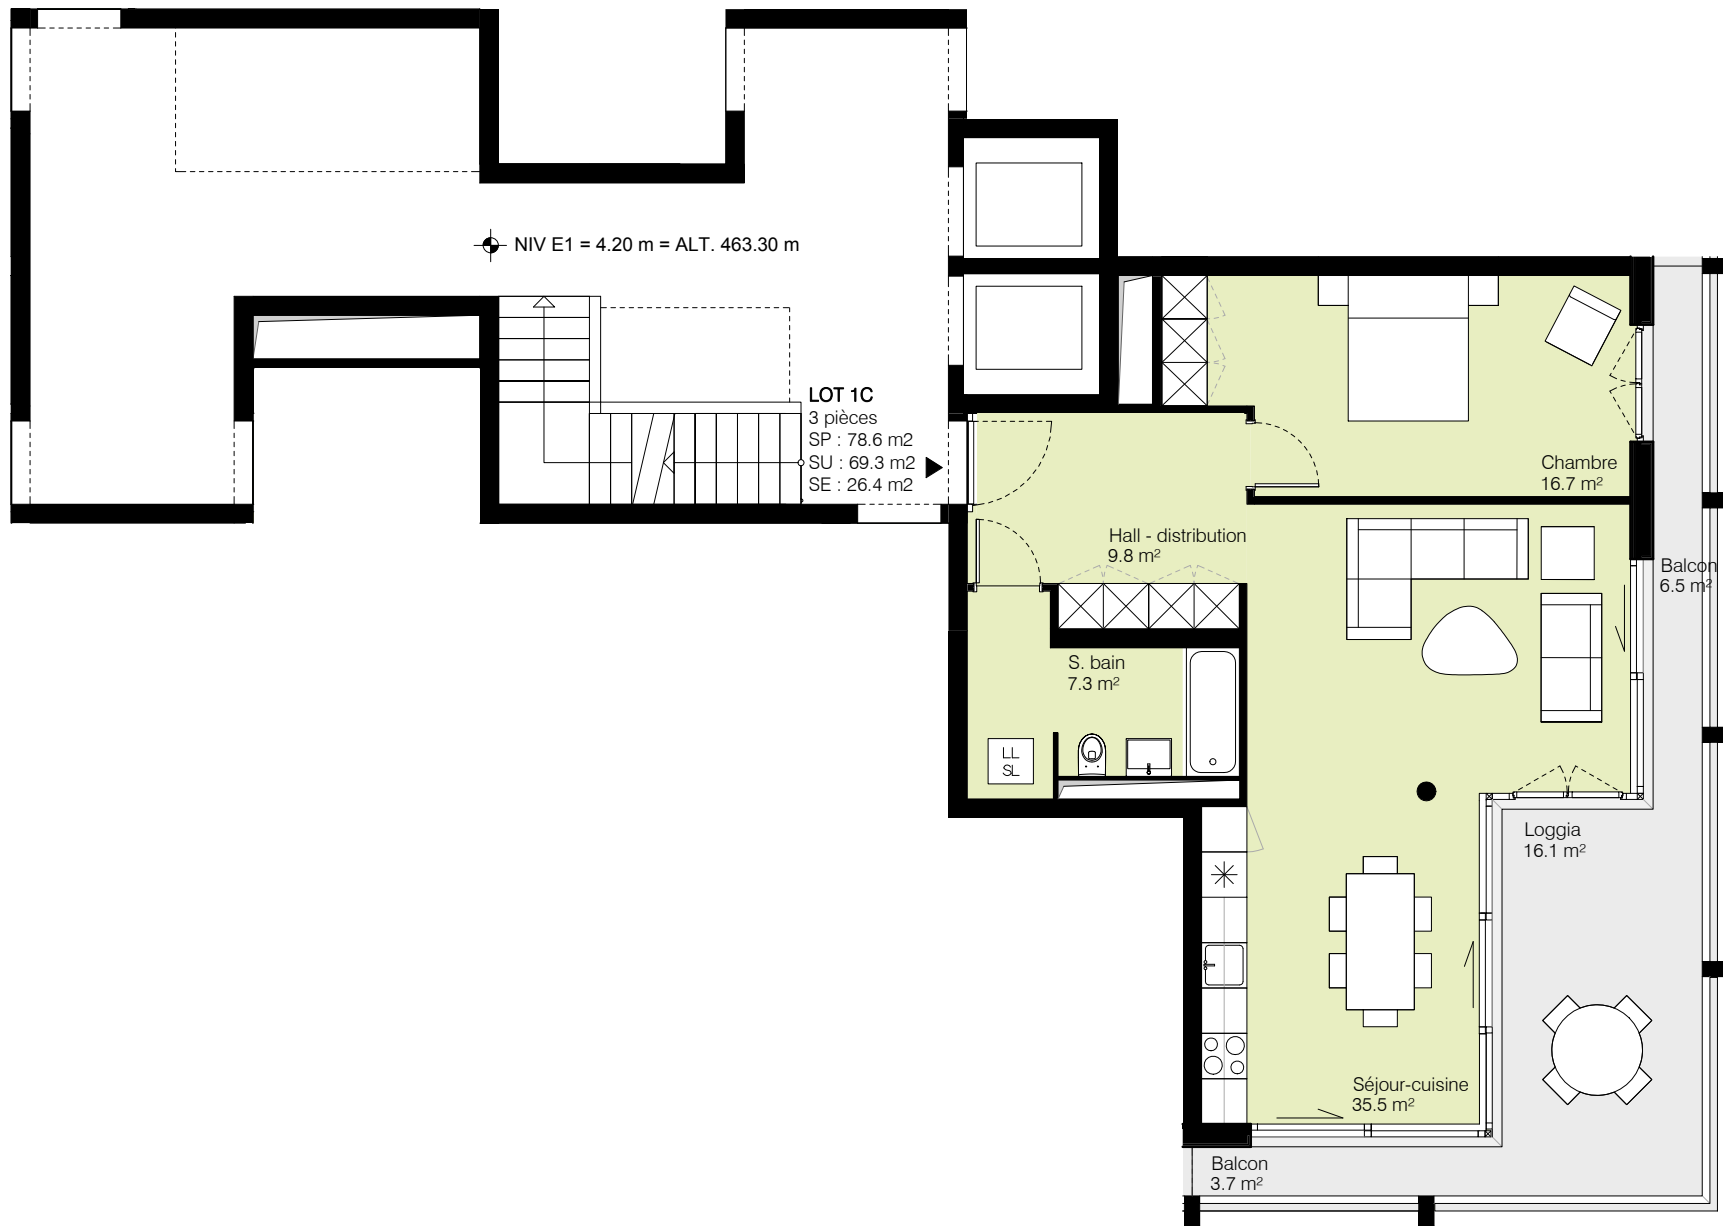 NIV E1 = 4.20 m = ALT. 463.30 m
LOT 1C
3 pièces
SP : 78.6 m2
SU : 69.3 m2
SE : 26.4 m2
Chambre
16.7 m²
Hall - distribution
9.8 m²
Balcon
6.5 m²
S. bain
7.3 m²
LL
SL
Loggia
16.1 m²
Séjour-cuisine
35.5 m²
Balcon
3.7 m²